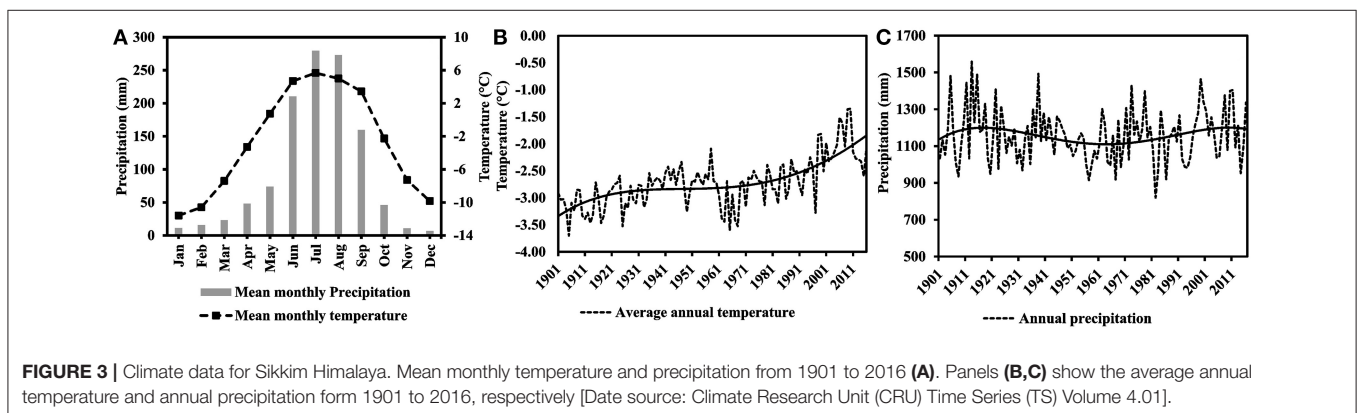 A
Precipitation (mm)
300
250
200
150
100
50
0
10
6
2
-2
-6
-10
-14
Temperature (°C)
Jan
Feb
Mar
Apr
May
Jun
Jul
Aug
Sep
Oct
Nov
Dec
Mean monthly Precipitation
Mean monthly temperature
B
Temperature (°C)
0.00
-0.50
-1.00
-1.50
-2.00
-2.50
-3.00
-3.50
-4.00
1901
1911
1921
1931
1941
1951
1961
1971
1981
1991
2001
2011
Average annual temperature
C
Precipitation (mm)
1700
1500
1300
1100
900
700
500
1901
1911
1921
1931
1941
1951
1961
1971
1981
1991
2001
2011
Annual precipitation
FIGURE 3 | Climate data for Sikkim Himalaya. Mean monthly temperature and precipitation from 1901 to 2016 (A). Panels (B,C) show the average annual
temperature and annual precipitation form 1901 to 2016, respectively [Date source: Climate Research Unit (CRU) Time Series (TS) Volume 4.01].